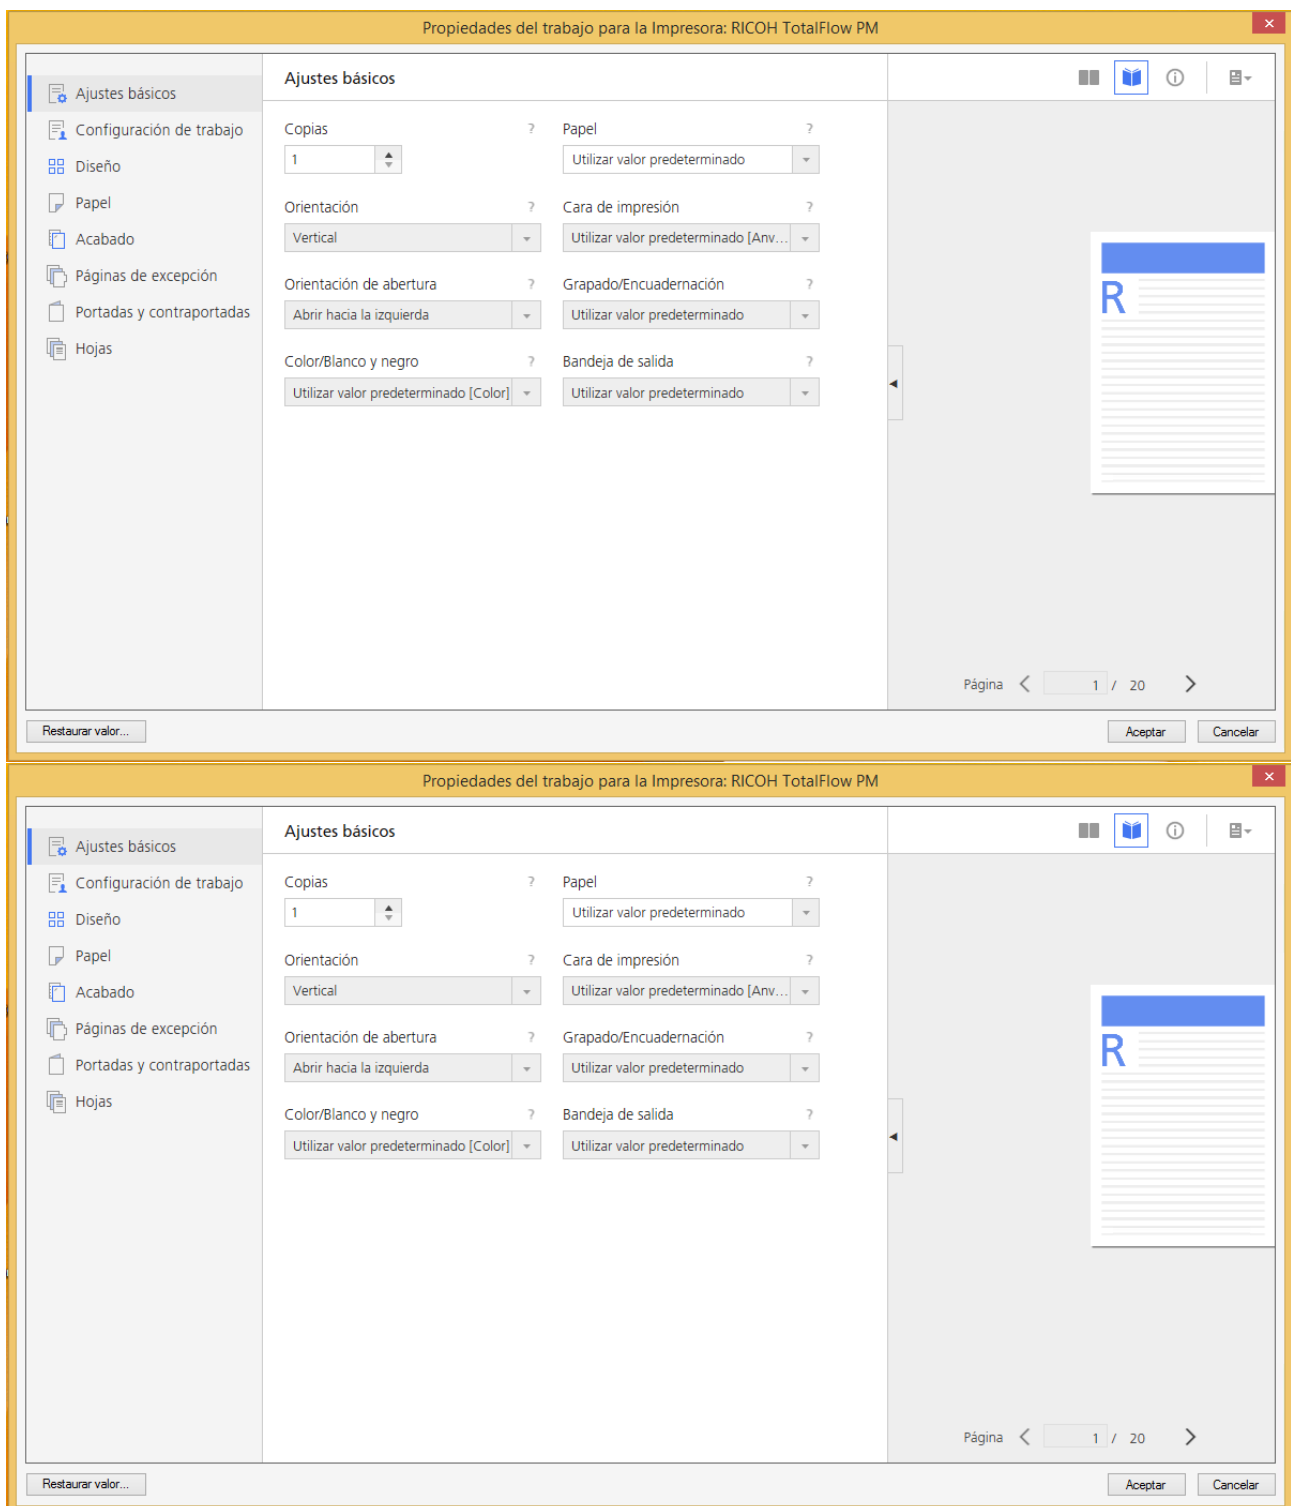 Propiedades del trabajo para la Impresora: RICOH TotalFlow PM
Ajustes básicos
Configuración de trabajo
Diseño
Papel
Acabado
Páginas de excepción
Portadas y contraportadas
Hojas
Ajustes básicos
Copias ? Papel ?
1 Utilizar valor predeterminado
Orientación ? Cara de impresión ?
Vertical Utilizar valor predeterminado [Anv...
Orientación de abertura ? Grapado/Encuadernación ?
Abrir hacia la izquierda Utilizar valor predeterminado
Color/Blanco y negro ? Bandeja de salida ?
Utilizar valor predeterminado [Color] Utilizar valor predeterminado
R
Página 1 / 20
Restaurar valor... Aceptar Cancelar
Propiedades del trabajo para la Impresora: RICOH TotalFlow PM
Ajustes básicos
Configuración de trabajo
Diseño
Papel
Acabado
Páginas de excepción
Portadas y contraportadas
Hojas
Ajustes básicos
Copias ? Papel ?
1 Utilizar valor predeterminado
Orientación ? Cara de impresión ?
Vertical Utilizar valor predeterminado [Anv...
Orientación de abertura ? Grapado/Encuadernación ?
Abrir hacia la izquierda Utilizar valor predeterminado
Color/Blanco y negro ? Bandeja de salida ?
Utilizar valor predeterminado [Color] Utilizar valor predeterminado
R
Página 1 / 20
Restaurar valor... Aceptar Cancelar